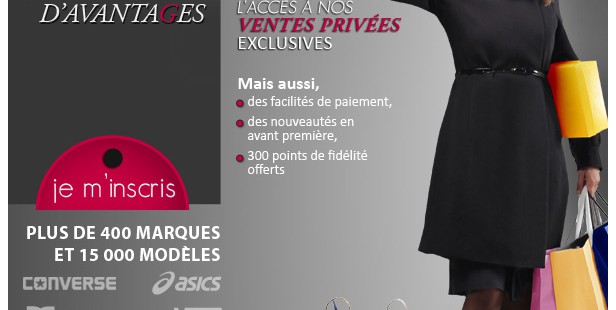 D'AVANTAGES
L'ACCÈS À NOS
VENTES PRIVÉES
EXCLUSIVES
Mais aussi,
des facilités de paiement,
des nouveautés en
avant première,
300 points de fidélité
offerts
je m'inscris
PLUS DE 400 MARQUES
ET 15 000 MODÈLES
CONVERSE
asics